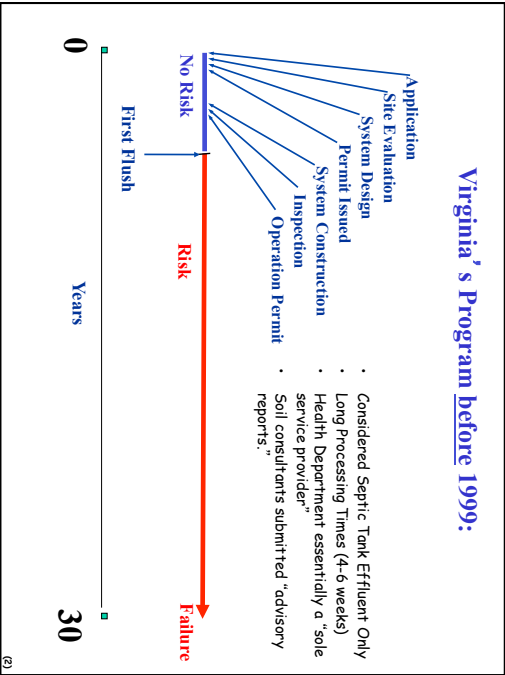 Virginia's Program before 1999:
Application
Site Evaluation
System Design
Permit Issued
System Construction
Inspection
Operation Permit
• Considered Septic Tank Effluent Only
• Long Processing Times (4-6 weeks)
• Health Department essentially a “sole
service provider”
• Soil consultants submitted “advisory
reports.”
No Risk
Risk
Failure
First Flush
0
Years
30
(2)